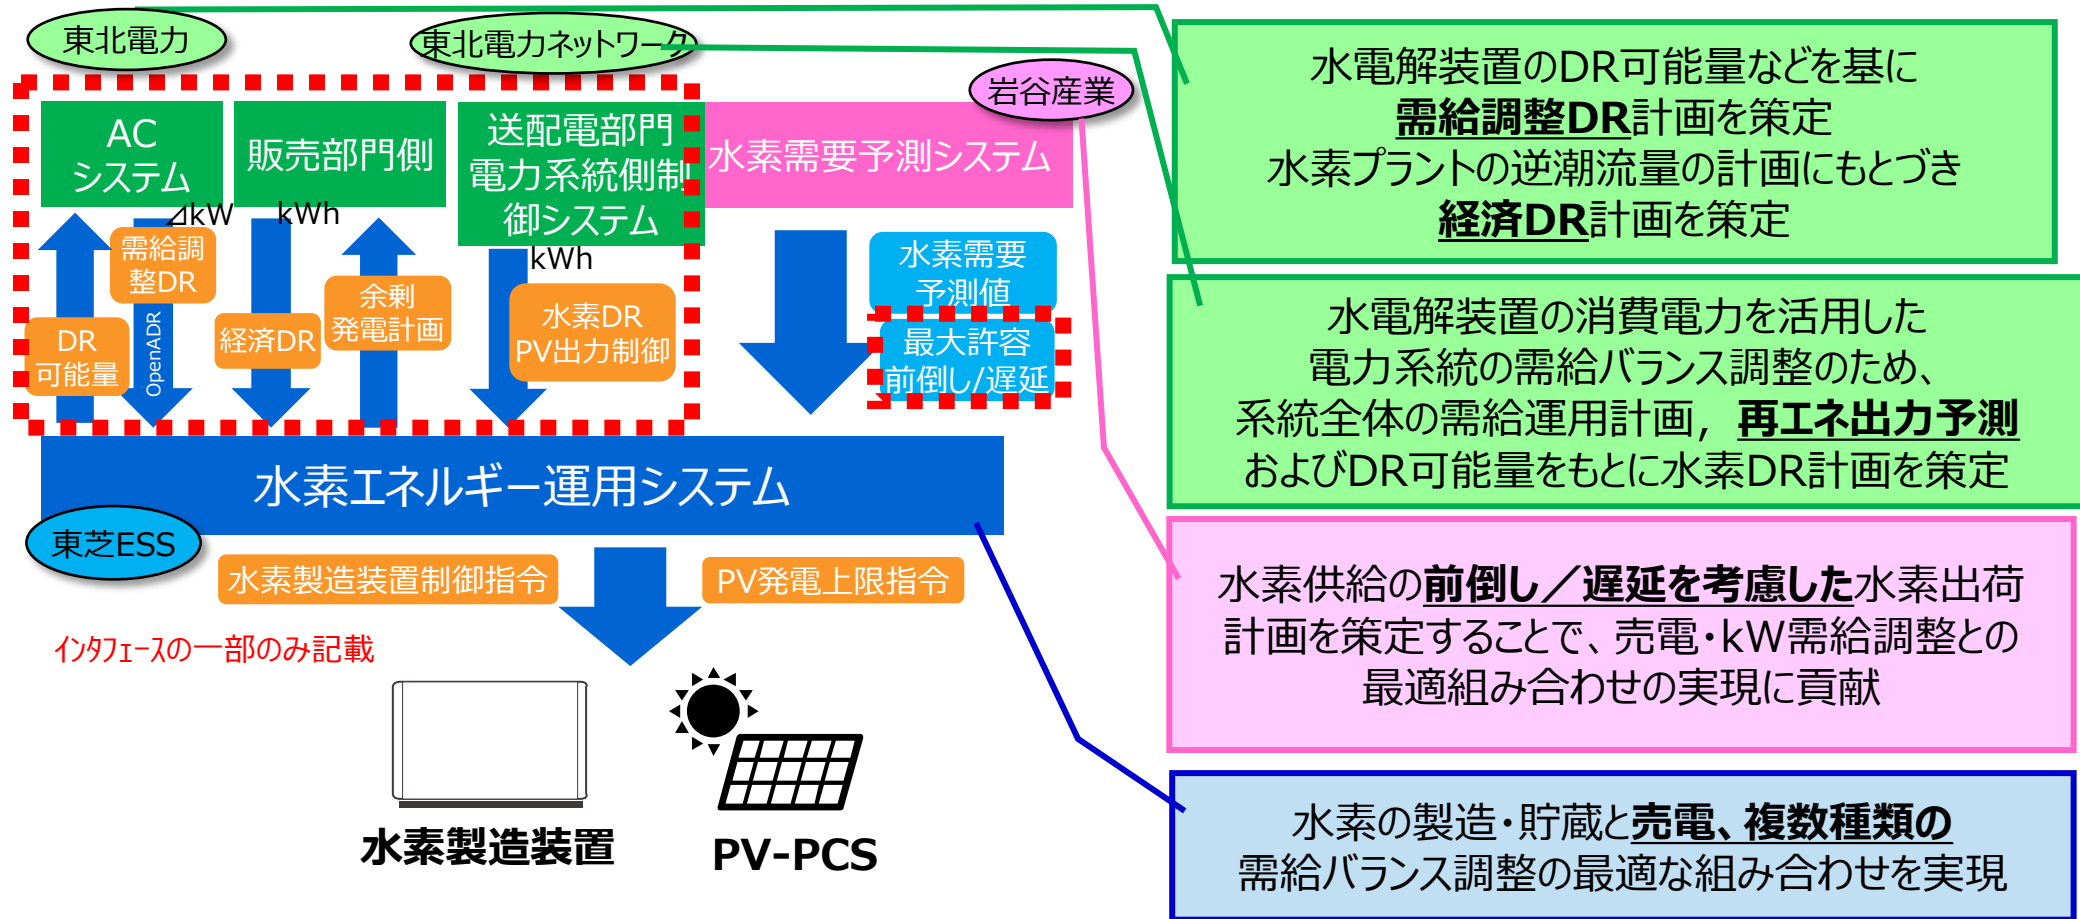 東北電力
東北電力ネットワーク
岩谷産業
AC
システム
販売部門側
送配電部門
電力系統側制
御システム
水素需要予測システム
⊿kW
kWh
kWh
需給調
整DR
OpenADR
DR
可能量
経済DR
余剰
発電計画
水素DR
PV出力制御
水素需要
予測値
最大許容
前倒し/遅延
水素エネルギー運用システム
東芝ESS
水素製造装置制御指令
PV発電上限指令
インタフェースの一部のみ記載
水素製造装置
PV-PCS
水電解装置のDR可能量などを基に
需給調整DR計画を策定
水素プラントの逆潮流量の計画にもとづき
経済DR計画を策定
水電解装置の消費電力を活用した
電力系統の需給バランス調整のため、
系統全体の需給運用計画，再エネ出力予測
およびDR可能量をもとに水素DR計画を策定
水素供給の前倒し／遅延を考慮した水素出荷
計画を策定することで、売電・kW需給調整との
最適組み合わせの実現に貢献
水素の製造・貯蔵と売電、複数種類の
需給バランス調整の最適な組み合わせを実現